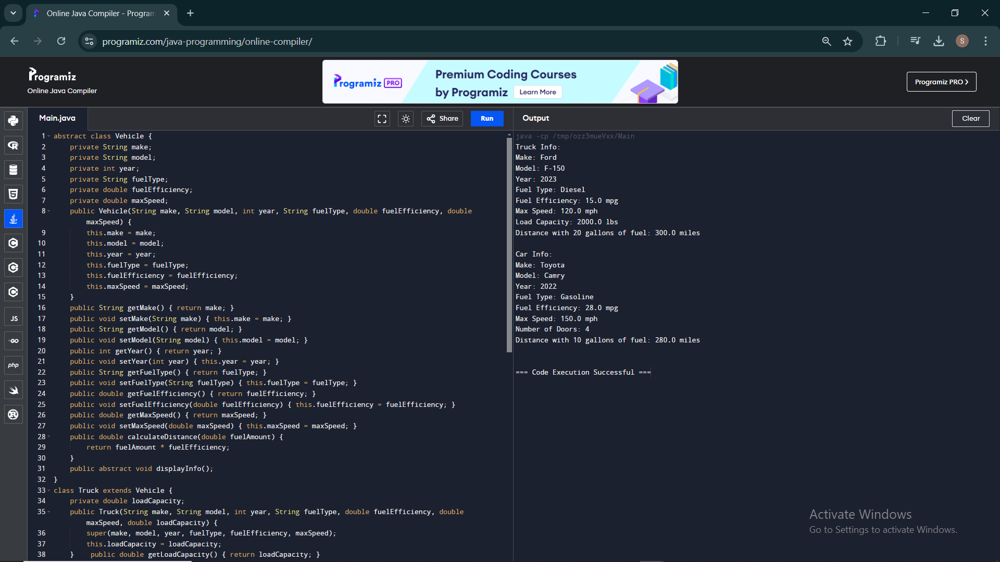 Online Java Compiler - Program
programiz.com/java-programming/online-compiler/
S
Programiz
Online Java Compiler
Programiz PRO
Premium Coding Courses
by Programiz Learn More
Programiz PRO ›
Main.java
Share
Run
Output
Clear
JS
GO
php
1 abstract class Vehicle {
2     private String make;
3     private String model;
4     private int year;
5     private String fuelType;
6     private double fuelEfficiency;
7     private double maxSpeed;
8     public Vehicle(String make, String model, int year, String fuelType, double fuelEfficiency, double
        maxSpeed) {
9         this.make = make;
10         this.model = model;
11         this.year = year;
12         this.fuelType = fuelType;
13         this.fuelEfficiency = fuelEfficiency;
14         this.maxSpeed = maxSpeed;
15     }
16     public String getMake() { return make; }
17     public void setMake(String make) { this.make = make; }
18     public String getModel() { return model; }
19     public void setModel(String model) { this.model = model; }
20     public int getYear() { return year; }
21     public void setYear(int year) { this.year = year; }
22     public String getFuelType() { return fuelType; }
23     public void setFuelType(String fuelType) { this.fuelType = fuelType; }
24     public double getFuelEfficiency() { return fuelEfficiency; }
25     public void setFuelEfficiency(double fuelEfficiency) { this.fuelEfficiency = fuelEfficiency; }
26     public double getMaxSpeed() { return maxSpeed; }
27     public void setMaxSpeed(double maxSpeed) { this.maxSpeed = maxSpeed; }
28     public double calculateDistance(double fuelAmount) {
29         return fuelAmount * fuelEfficiency;
30     }
31     public abstract void displayInfo();
32 }
33 class Truck extends Vehicle {
34     private double loadCapacity;
35     public Truck(String make, String model, int year, String fuelType, double fuelEfficiency, double
        maxSpeed, double loadCapacity) {
36         super(make, model, year, fuelType, fuelEfficiency, maxSpeed);
37         this.loadCapacity = loadCapacity;
38     }    public double getLoadCapacity() { return loadCapacity; }
java -cp /tmp/ozz3mueVxx/Main
Truck Info:
Make: Ford
Model: F-150
Year: 2023
Fuel Type: Diesel
Fuel Efficiency: 15.0 mpg
Max Speed: 120.0 mph
Load Capacity: 2000.0 lbs
Distance with 20 gallons of fuel: 300.0 miles
Car Info:
Make: Toyota
Model: Camry
Year: 2022
Fuel Type: Gasoline
Fuel Efficiency: 28.0 mpg
Max Speed: 150.0 mph
Number of Doors: 4
Distance with 10 gallons of fuel: 280.0 miles
=== Code Execution Successful ===
Activate Windows
Go to Settings to activate Windows.